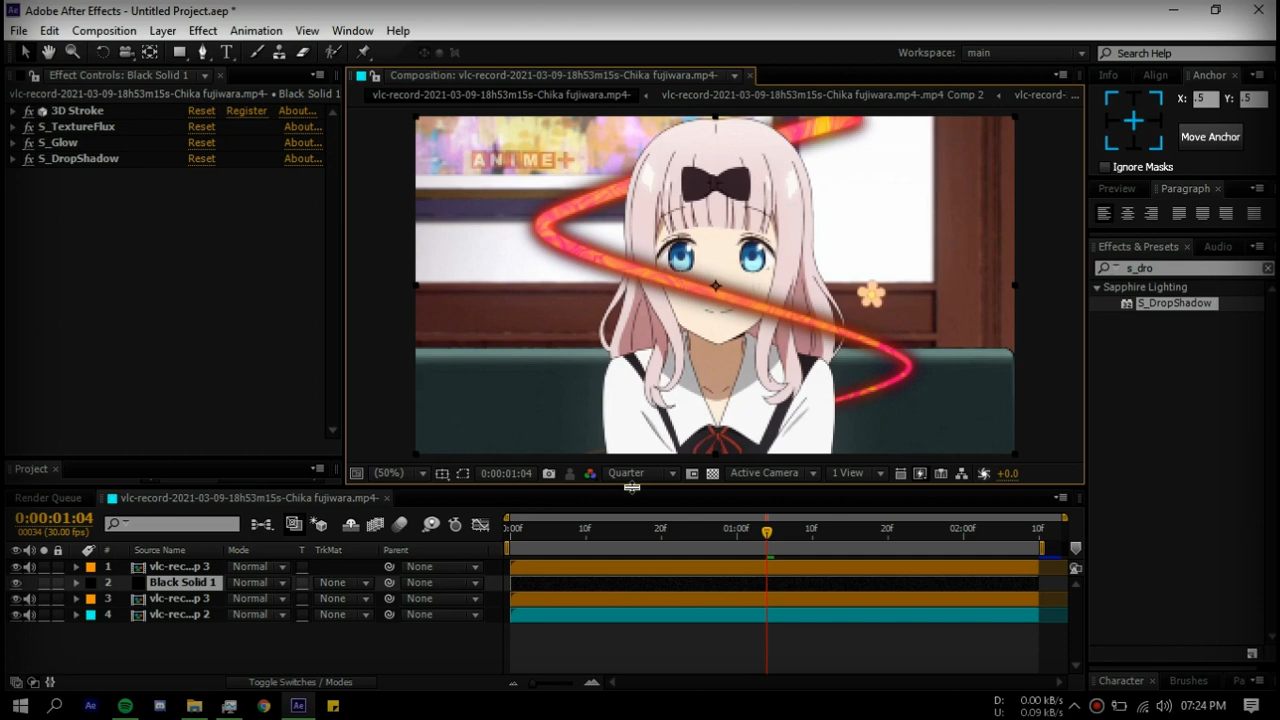 Adobe After Effects - Untitled Project.aep *
File Edit Composition Layer Effect Animation View Window Help
Workspace: main Search Help
Effect Controls: Black Solid 1
vlc-record-2021-03-09-18h53m15s-Chika fujiwara.mp4- • Black Solid 1
fx 3D Stroke Reset Register About...
fx S_TextureFlux Reset About...
fx S_Glow Reset About...
fx S_DropShadow Reset About...
Composition: vlc-record-2021-03-09-18h53m15s-Chika fujiwara.mp4-
vlc-record-2021-03-09-18h53m15s-Chika fujiwara.mp4- vlc-record-2021-03-09-18h53m15s-Chika fujiwara.mp4-.mp4 Comp 2 vlc-record- ...
ANIME+
Info Align Anchor
X: .5 Y: .5
Move Anchor
Ignore Masks
Preview Paragraph
Effects & Presets Audio
s_dro
Sapphire Lighting
S_DropShadow
Project
(50%) 0:00:01:04 Quarter Active Camera 1 View +0.0
Render Queue vlc-record-2021-03-09-18h53m15s-Chika fujiwara.mp4-
0:00:01:04
00034 (30.00 fps)
0:00f 10f 20f 01:00f 10f 20f 02:00f 10f
# Source Name Mode T TrkMat Parent
1 vlc-rec...p 3 Normal None
2 Black Solid 1 Normal None None
3 vlc-rec...p 3 Normal None None
4 vlc-rec...p 2 Normal None None
Toggle Switches / Modes
Character Brushes Pa
Ae Ae
D: 0.00 kB/s
U: 0.09 kB/s
07:24 PM